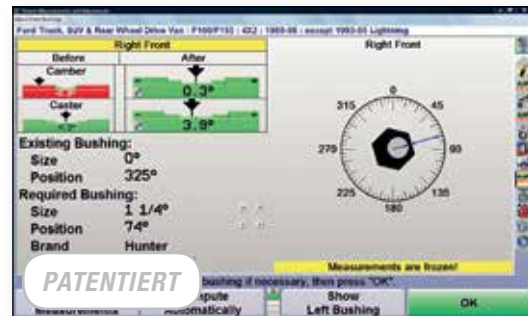 Ford Truck, SUV & Rear Wheel Drive Van : F100/F150 : 4X2 : 1980-96 : except 1993-95 Lightning
Right Front
Before After
Camber
0.3°
Caster
3.9°
Existing Bushing:
Size 0°
Position 325°
Required Bushing:
Size 1 1/4°
Position 74°
Brand Hunter
Right Front
0
45
90
135
180
225
270
315
Measurements are frozen!
bushing if necessary, then press "OK".
Measurements
Automatically
Show
Left Bushing
OK
PATENTIERT